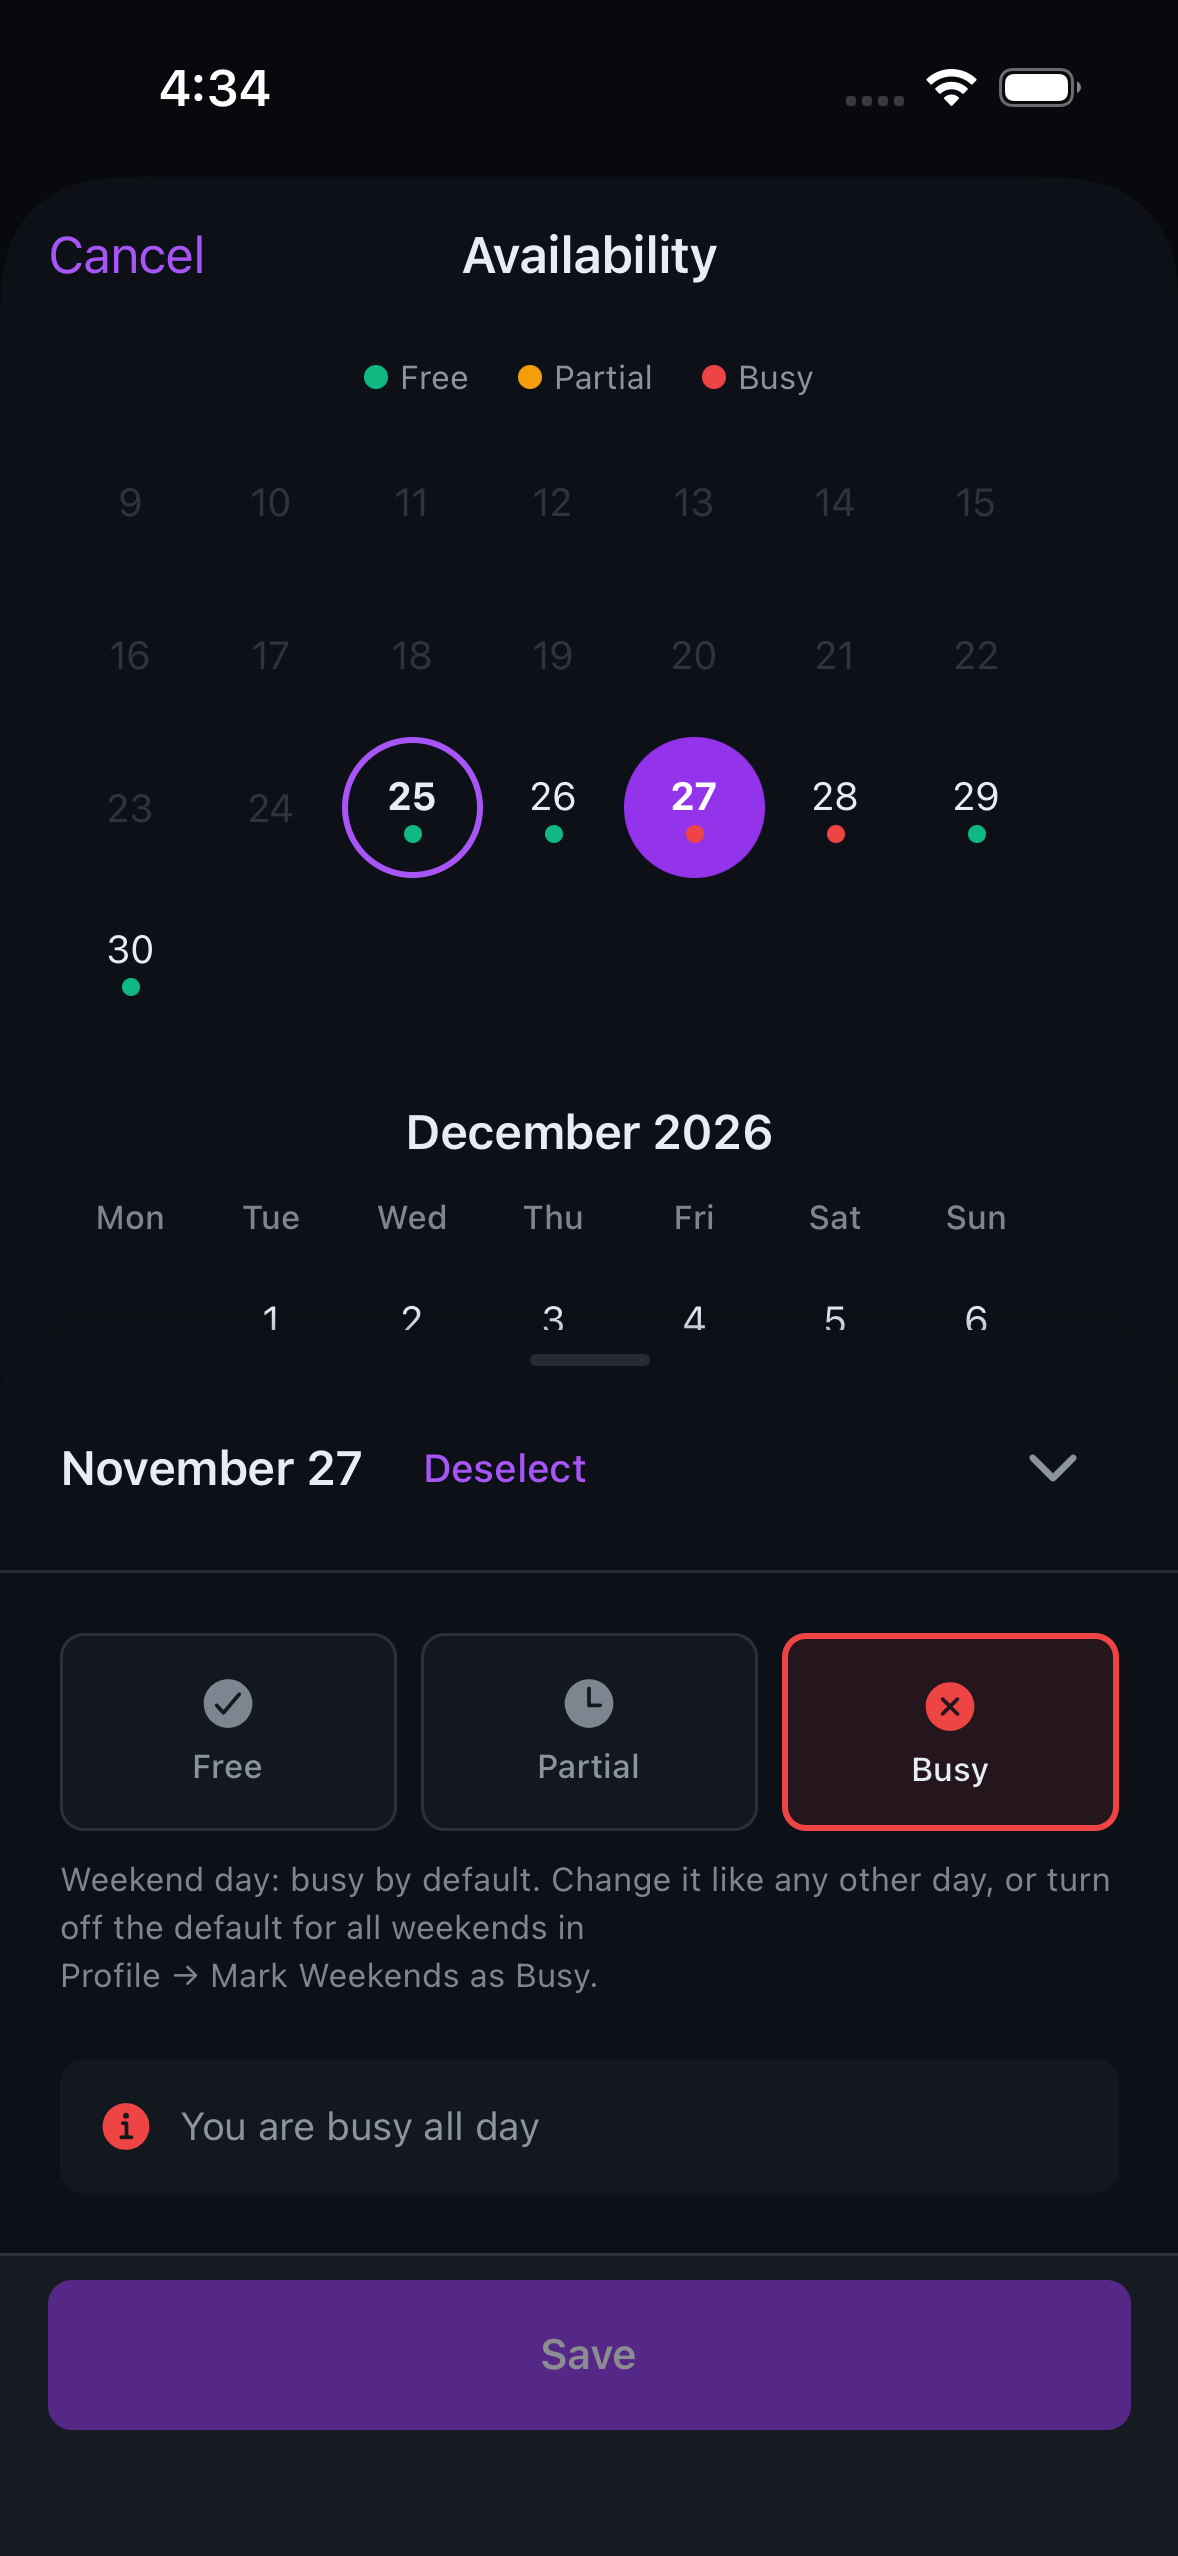 4:34
Cancel
Availability
Free Partial Busy
9 10 11 12 13 14 15
16 17 18 19 20 21 22
23 24 25 26 27 28 29
30
December 2026
Mon Tue Wed Thu Fri Sat Sun
1 2 3 4 5 6
November 27 Deselect
Free Partial Busy
Weekend day: busy by default. Change it like any other day, or turn
off the default for all weekends in
Profile → Mark Weekends as Busy.
You are busy all day
Save